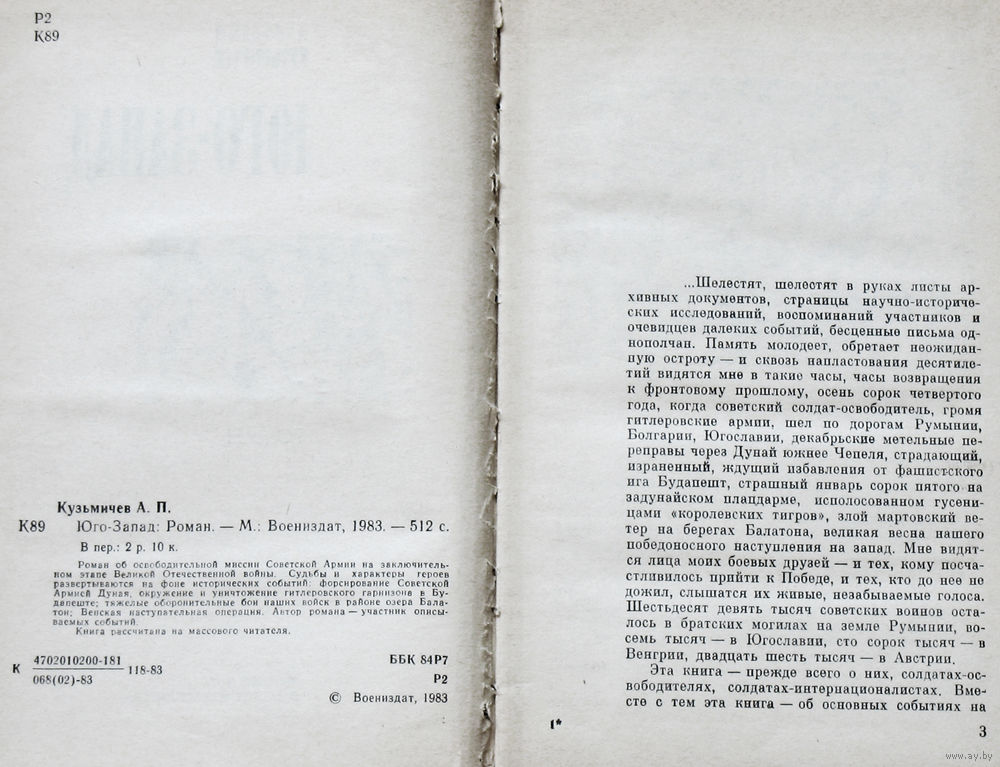 Р2
К89
Кузьмичев А. П.
К89 Юго-Запад: Роман. — М.: Воениздат, 1983. — 512 с.
В пер.: 2 р. 10 к.
Роман об освободительной миссии Советской Армии на заключитель-
ном этапе Великой Отечественной войны. Судьбы и характеры героев
развертываются на фоне исторических событий: форсирование Советской
Армией Дуная, окружение и уничтожение гитлеровского гарнизона в Бу-
дапеште; тяжелые оборонительные бои наших войск в районе озера Бала-
тон; Венская наступательная операция. Автор романа — участник описы-
ваемых событий.
Книга рассчитана на массового читателя.
К 4702010200-181
068(02)-83 118-83
ББК 84Р7
Р2
© Воениздат, 1983
...Шелестят, шелестят в руках листы ар-
хивных документов, страницы научно-историче-
ских исследований, воспоминаний участников и
очевидцев далеких событий, бесценные письма од-
нополчан. Память молодеет, обретает неожидан-
ную остроту — и сквозь напластования десятиле-
тий видятся мне в такие часы, часы возвращения
к фронтовому прошлому, осень сорок четвертого
года, когда советский солдат-освободитель, громя
гитлеровские армии, шел по дорогам Румынии,
Болгарии, Югославии, декабрьские метельные пе-
реправы через Дунай южнее Чепеля, страдающий,
израненный, ждущий избавления от фашистского
ига Будапешт, страшный январь сорок пятого на
задунайском плацдарме, исполосованном гусени-
цами «королевских тигров», злой мартовский ве-
тер на берегах Балатона, великая весна нашего
победоносного наступления на запад. Мне видят-
ся лица моих боевых друзей — и тех, кому посча-
стливилось прийти к Победе, и тех, кто до нее не
дожил, слышатся их живые, незабываемые голоса.
Шестьдесят девять тысяч советских воинов оста-
лось в братских могилах на земле Румынии, во-
семь тысяч — в Югославии, сто сорок тысяч — в
Венгрии, двадцать шесть тысяч — в Австрии.
Эта книга — прежде всего о них, солдатах-ос-
вободителях, солдатах-интернационалистах. Вме-
сте с тем эта книга — об основных событиях на
1*
3
www.ay.by